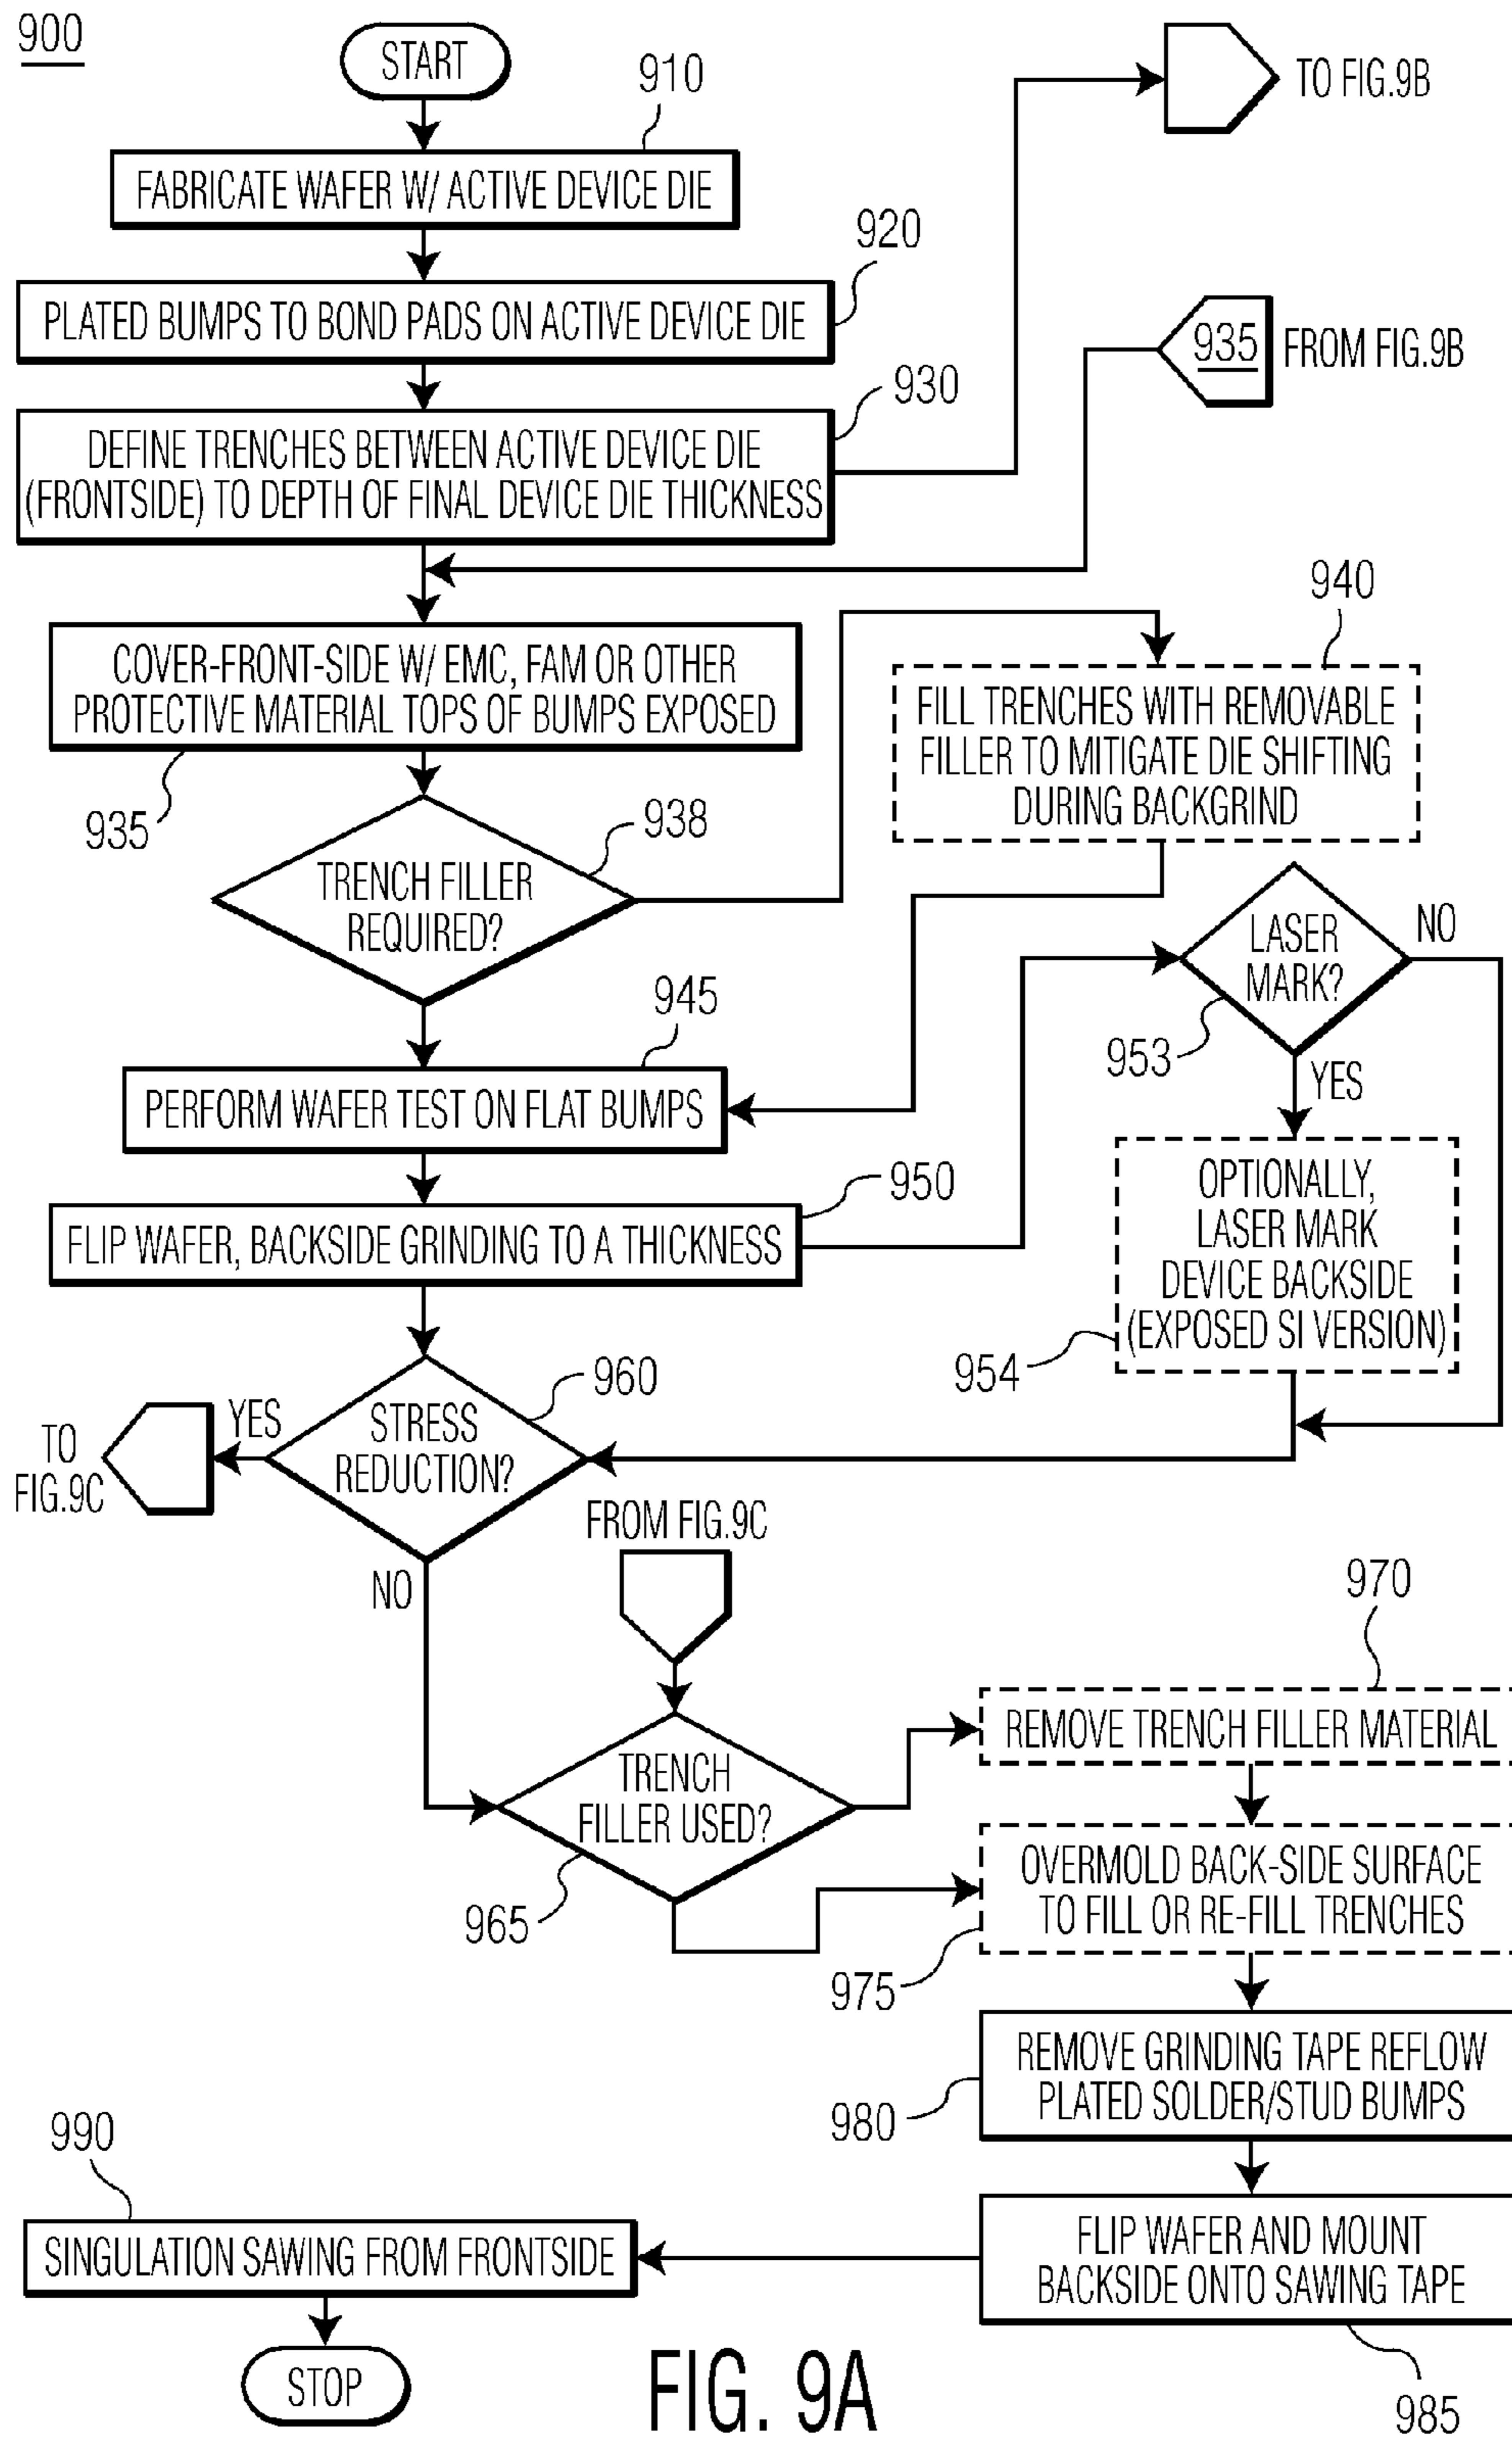 900
START
910
TO FIG.9B
FABRICATE WAFER W/ ACTIVE DEVICE DIE
920
PLATED BUMPS TO BOND PADS ON ACTIVE DEVICE DIE
935
FROM FIG.9B
930
DEFINE TRENCHES BETWEEN ACTIVE DEVICE DIE
(FRONTSIDE) TO DEPTH OF FINAL DEVICE DIE THICKNESS
940
COVER-FRONT-SIDE W/ EMC, FAM OR OTHER
PROTECTIVE MATERIAL TOPS OF BUMPS EXPOSED
935
FILL TRENCHES WITH REMOVABLE
FILLER TO MITIGATE DIE SHIFTING
DURING BACKGRIND
938
TRENCH FILLER
REQUIRED?
LASER
MARK?
NO
953
YES
945
PERFORM WAFER TEST ON FLAT BUMPS
950
FLIP WAFER, BACKSIDE GRINDING TO A THICKNESS
OPTIONALLY,
LASER MARK
DEVICE BACKSIDE
(EXPOSED SI VERSION)
954
960
STRESS
REDUCTION?
YES
TO
FIG.9C
NO
FROM FIG.9C
970
REMOVE TRENCH FILLER MATERIAL
TRENCH
FILLER USED?
965
OVERMOLD BACK-SIDE SURFACE
TO FILL OR RE-FILL TRENCHES
975
REMOVE GRINDING TAPE REFLOW
PLATED SOLDER/STUD BUMPS
980
990
SINGULATION SAWING FROM FRONTSIDE
FLIP WAFER AND MOUNT
BACKSIDE ONTO SAWING TAPE
985
STOP
FIG. 9A